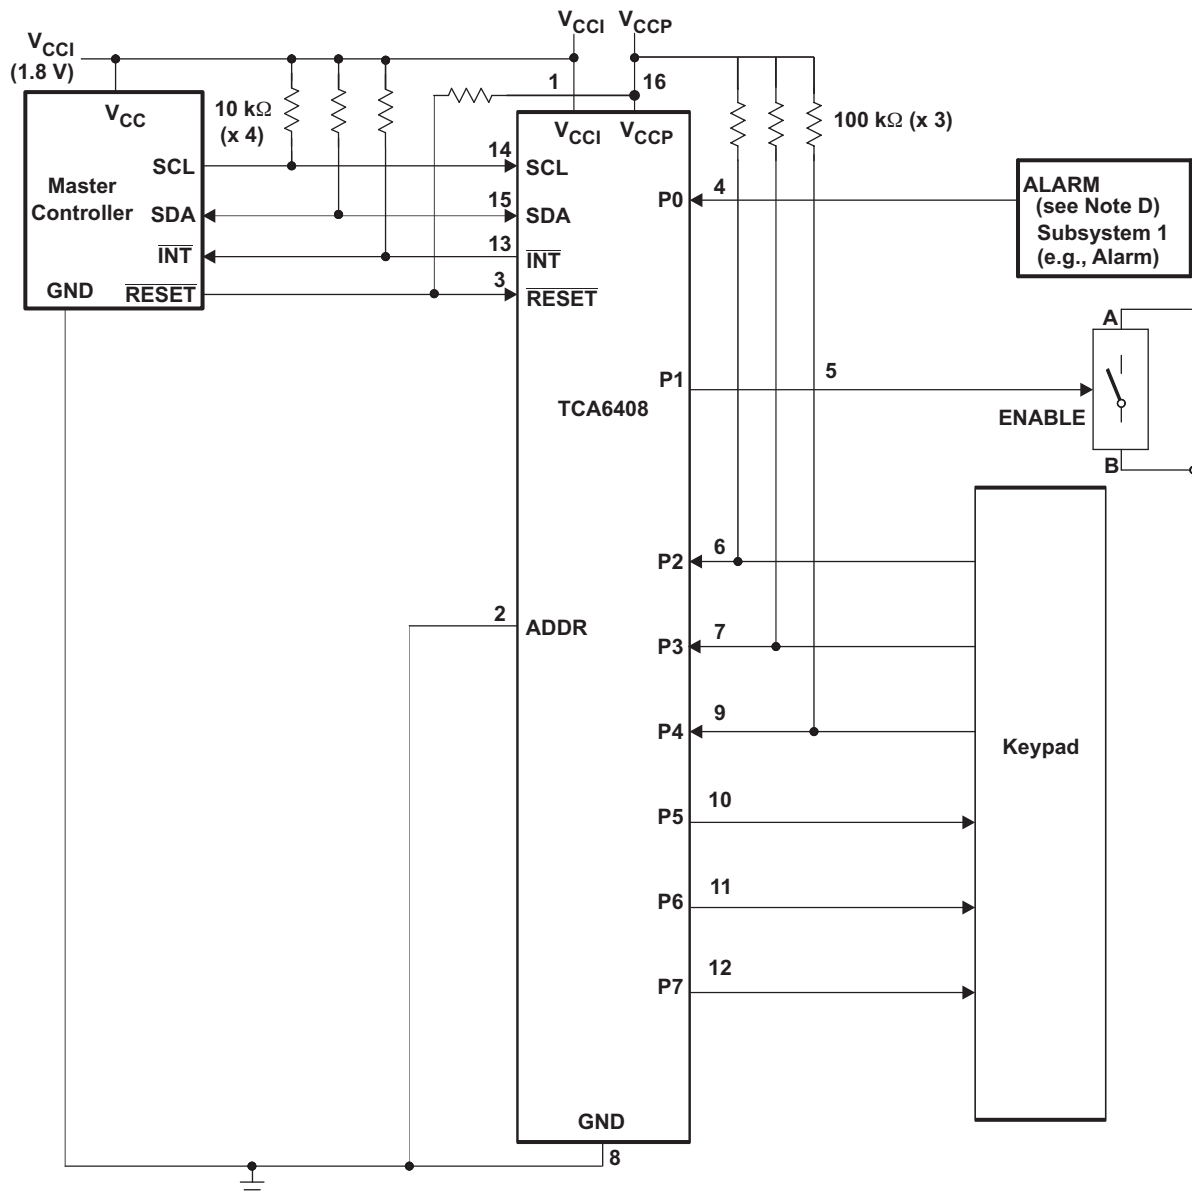 VCCI
(1.8 V)
VCCI
VCCP
1
16
VCC
10 kΩ
(x 4)
VCCI
VCCP
100 kΩ (x 3)
Master
Controller
SCL
SDA
INT
RESET
GND
14
SCL
15
SDA
13
INT
3
RESET
P0
4
ALARM
(see Note D)
Subsystem 1
(e.g., Alarm)
A
P1
5
ENABLE
B
TCA6408
P2
6
2
ADDR
P3
7
P4
9
Keypad
P5
10
P6
11
P7
12
GND
8